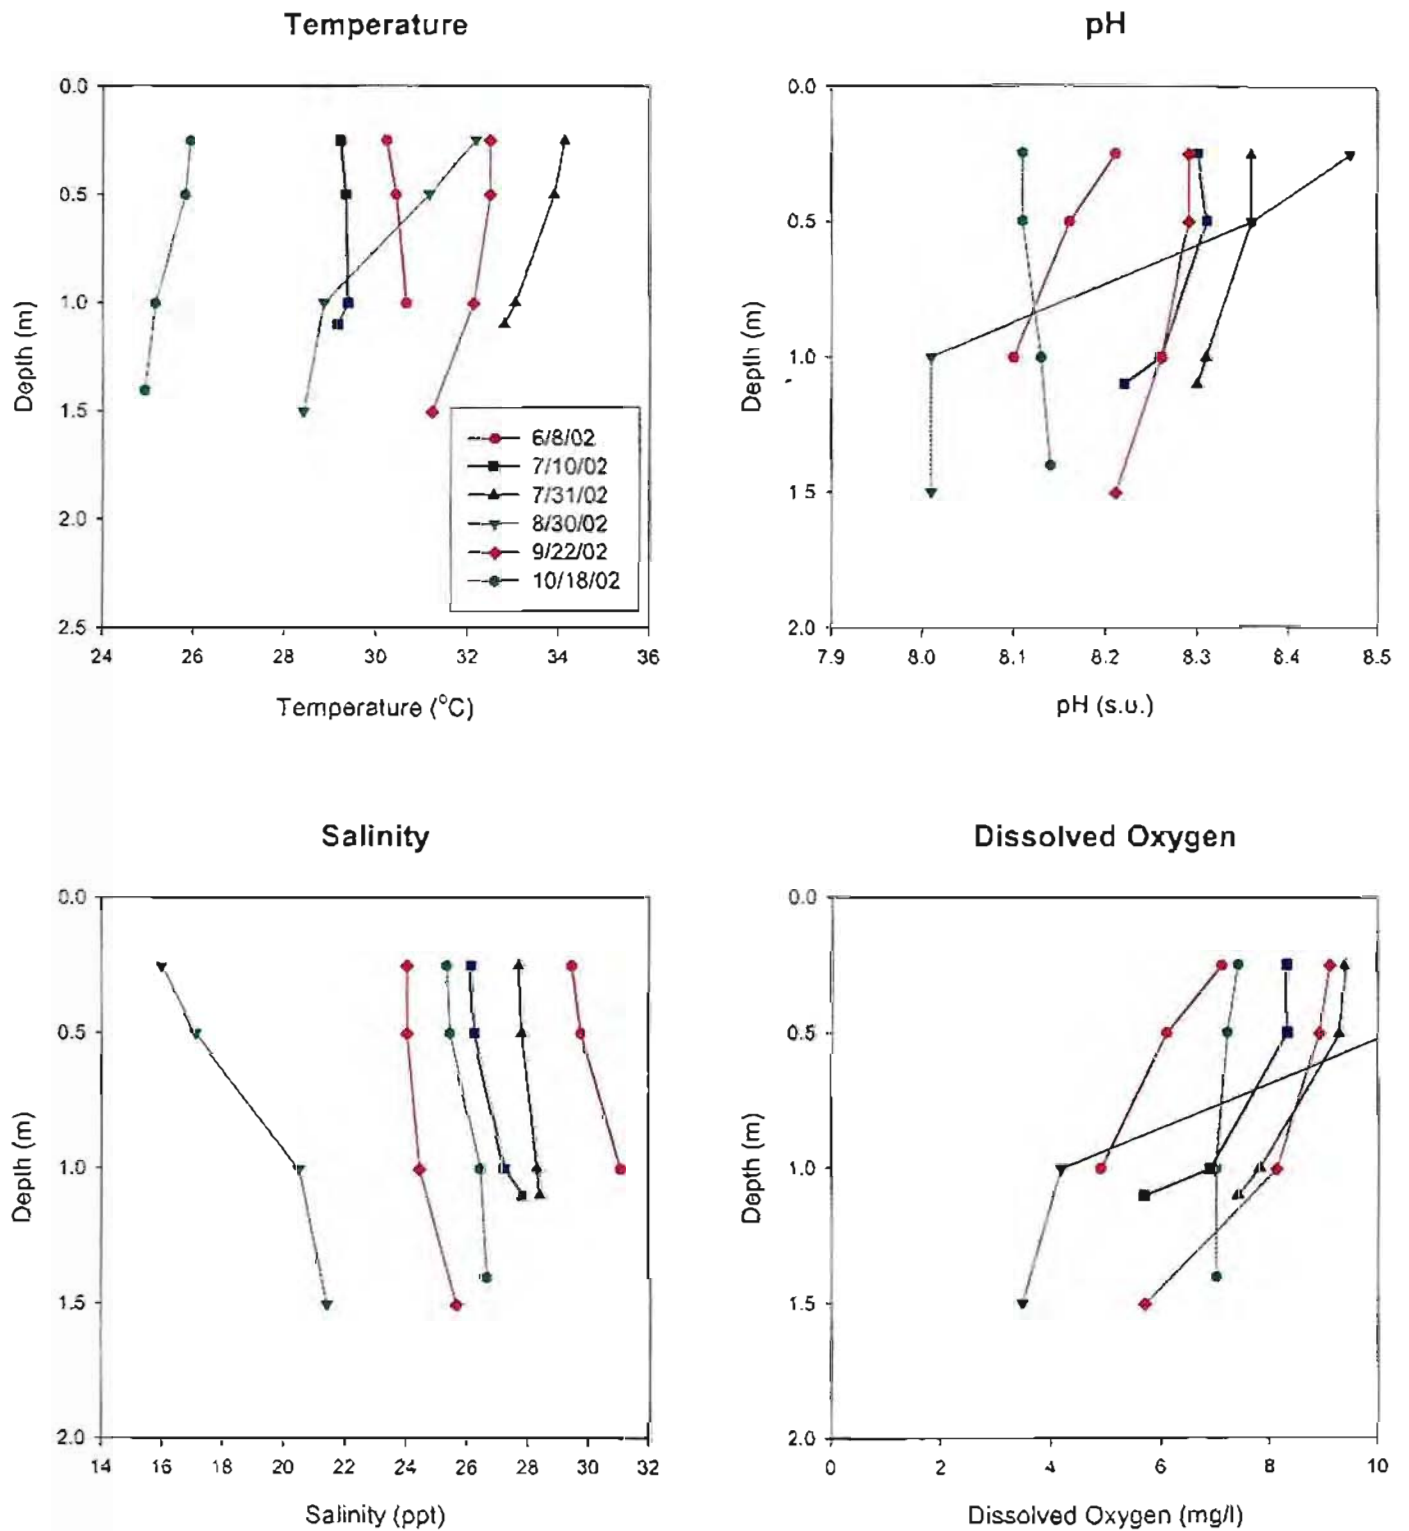 Temperature
0.0
0.5
1.0
1.5
2.0
2.5
Depth (m)
6/8/02
7/10/02
7/31/02
8/30/02
9/22/02
10/18/02
24 26 28 30 32 34 36
Temperature (°C)
pH
0.0
0.5
1.0
1.5
2.0
Depth (m)
7.9 8.0 8.1 8.2 8.3 8.4 8.5
pH (s.u.)
Salinity
0.0
0.5
1.0
1.5
2.0
Depth (m)
14 16 18 20 22 24 26 28 30 32
Salinity (ppt)
Dissolved Oxygen
0.0
0.5
1.0
1.5
2.0
Depth (m)
0 2 4 6 8 10
Dissolved Oxygen (mg/l)